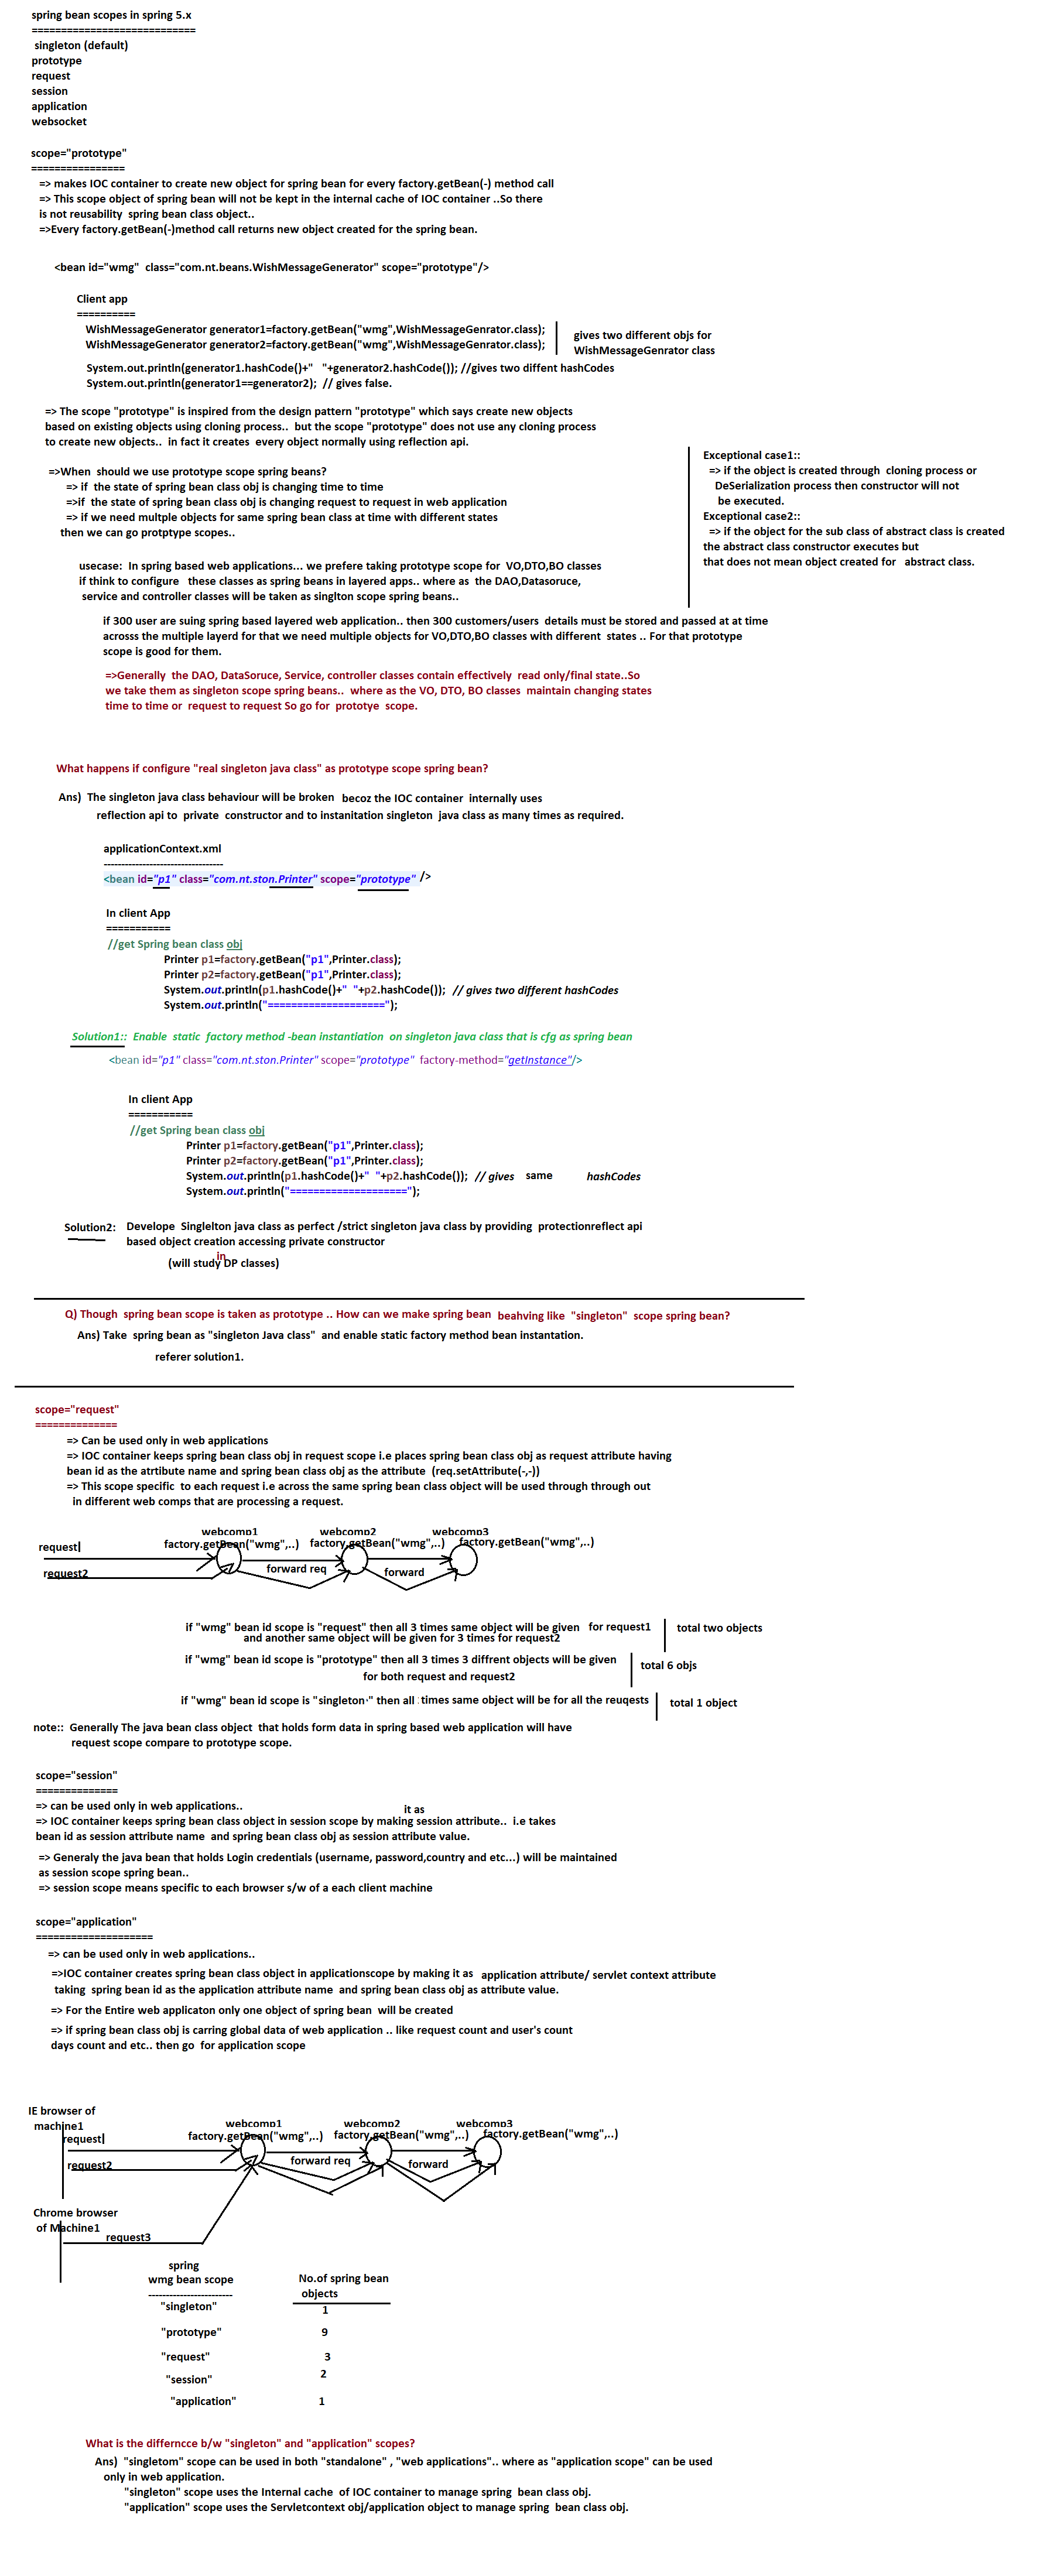 spring bean scopes in spring 5.x
============================
singleton (default)
prototype
request
session
application
websocket
scope="prototype"
================
=> makes IOC container to create new object for spring bean for every factory.getBean(-) method call
=> This scope object of spring bean will not be kept in the internal cache of IOC container ..So there
is not reusability  spring bean class object..
=>Every factory.getBean(-)method call returns new object created for the spring bean.
<bean id="wmg"  class="com.nt.beans.WishMessageGenerator" scope="prototype"/>
Client app
==========
WishMessageGenerator generator1=factory.getBean("wmg",WishMessageGenrator.class);
WishMessageGenerator generator2=factory.getBean("wmg",WishMessageGenrator.class);
gives two different objs for
WishMessageGenrator class
System.out.println(generator1.hashCode()+"   "+generator2.hashCode()); //gives two diffent hashCodes
System.out.println(generator1==generator2);  // gives false.
=> The scope "prototype" is inspired from the design pattern "prototype" which says create new objects
based on existing objects using cloning process..  but the scope "prototype" does not use any cloning process
to create new objects..  in fact it creates  every object normally using reflection api.
=>When  should we use prototype scope spring beans?
=> if  the state of spring bean class obj is changing time to time
=>if  the state of spring bean class obj is changing request to request in web application
=> if we need multple objects for same spring bean class at time with different states
then we can go protptype scopes..
Exceptional case1::
=> if the object is created through  cloning process or
DeSerialization process then constructor will not
be executed.
Exceptional case2::
=> if the object for the sub class of abstract class is created
the abstract class constructor executes but
that does not mean object created for   abstract class.
usecase:  In spring based web applications... we prefere taking prototype scope for  VO,DTO,BO classes
if think to configure   these classes as spring beans in layered apps.. where as  the DAO,Datasoruce,
service and controller classes will be taken as singlton scope spring beans..
if 300 user are suing spring based layered web application.. then 300 customers/users  details must be stored and passed at at time
acrosss the multiple layerd for that we need multiple objects for VO,DTO,BO classes with different  states .. For that prototype
scope is good for them.
=>Generally  the DAO, DataSoruce, Service, controller classes contain effectively  read only/final state..So
we take them as singleton scope spring beans..  where as the VO, DTO, BO classes  maintain changing states
time to time or  request to request So go for  prototye  scope.
What happens if configure "real singleton java class" as prototype scope spring bean?
Ans)  The singleton java class behaviour will be broken  becoz the IOC container  internally uses
reflection api to  private  constructor and to instanitation singleton  java class as many times as required.
applicationContext.xml
----------------------------------
<bean id="p1" class="com.nt.ston.Printer" scope="prototype" />
In client App
===========
//get Spring bean class obj
Printer p1=factory.getBean("p1",Printer.class);
Printer p2=factory.getBean("p1",Printer.class);
System.out.println(p1.hashCode()+"  "+p2.hashCode());  // gives two different hashCodes
System.out.println("====================");
Solution1::  Enable  static  factory method -bean instantiation  on singleton java class that is cfg as spring bean
<bean id="p1" class="com.nt.ston.Printer" scope="prototype"  factory-method="getInstance"/>
In client App
===========
//get Spring bean class obj
Printer p1=factory.getBean("p1",Printer.class);
Printer p2=factory.getBean("p1",Printer.class);
System.out.println(p1.hashCode()+"  "+p2.hashCode());  // gives  same  hashCodes
System.out.println("====================");
Solution2:  Develope  Singlelton java class as perfect /strict singleton java class by providing  protectionreflect api
based object creation accessing private constructor
in
(will study DP classes)
Q) Though  spring bean scope is taken as prototype .. How can we make spring bean  beahving like  "singleton"  scope spring bean?
Ans) Take  spring bean as "singleton Java class"  and enable static factory method bean instantation.
referer solution1.
scope="request"
==============
=> Can be used only in web applications
=> IOC container keeps spring bean class obj in request scope i.e places spring bean class obj as request attribute having
bean id as the atrtibute name and spring bean class obj as the attribute  (req.setAttribute(-,-))
=> This scope specific  to each request i.e across the same spring bean class object will be used through through out
in different web comps that are processing a request.
webcomp1  webcomp2  webcomp3
factory.getBean("wmg",..)  factory.getBean("wmg",..)  factory.getBean("wmg",..)
request|
forward req  forward
request2
if "wmg" bean id scope is "request" then all 3 times same object will be given  for request1
and another same object will be given for 3 times for request2
total two objects
if "wmg" bean id scope is "prototype" then all 3 times 3 diffrent objects will be given
for both request and request2
total 6 objs
if "wmg" bean id scope is "singleton" then all  times same object will be for all the reuqests
total 1 object
note::  Generally The java bean class object  that holds form data in spring based web application will have
request scope compare to prototype scope.
scope="session"
==============
=> can be used only in web applications..
it as
=> IOC container keeps spring bean class object in session scope by making session attribute..  i.e takes
bean id as session attribute name  and spring bean class obj as session attribute value.
=> Generaly the java bean that holds Login credentials (username, password,country and etc...) will be maintained
as session scope spring bean..
=> session scope means specific to each browser s/w of a each client machine
scope="application"
====================
=> can be used only in web applications..
=>IOC container creates spring bean class object in applicationscope by making it as  application attribute/ servlet context attribute
taking  spring bean id as the application attribute name  and spring bean class obj as attribute value.
=> For the Entire web applicaton only one object of spring bean  will be created
=> if spring bean class obj is carring global data of web application .. like request count and user's count
days count and etc.. then go  for application scope
IE browser of
machine1
webcomp1  webcomp2  webcomp3
factory.getBean("wmg",..)  factory.getBean("wmg",..)  factory.getBean("wmg",..)
request|
forward req  forward
request2
Chrome browser
of Machine1
request3
spring
wmg bean scope
------------------------
No.of spring bean
objects
"singleton"  1
"prototype"  9
"request"  3
"session"  2
"application"  1
What is the differncce b/w "singleton" and "application" scopes?
Ans)  "singletom" scope can be used in both "standalone" , "web applications".. where as "application scope" can be used
only in web application.
"singleton" scope uses the Internal cache  of IOC container to manage spring  bean class obj.
"application" scope uses the Servletcontext obj/application object to manage spring  bean class obj.